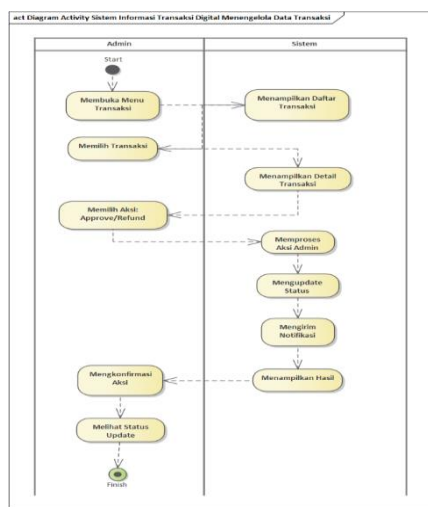 act Diagram Activity Sistem Informasi Transaksi Digital Menengelola Data Transaksi
Admin
Sistem
Start
Membuka Menu
Transaksi
Menampilkan Daftar
Transaksi
Memilih Transaksi
Menampilkan Detail
Transaksi
Memilih Aksi:
Approve/Refund
Memproses
Aksi Admin
Mengupdate
Status
Mengirim
Notifikasi
Menampilkan Hasil
Mengkonfirmasi
Aksi
Melihat Status
Update
Finish